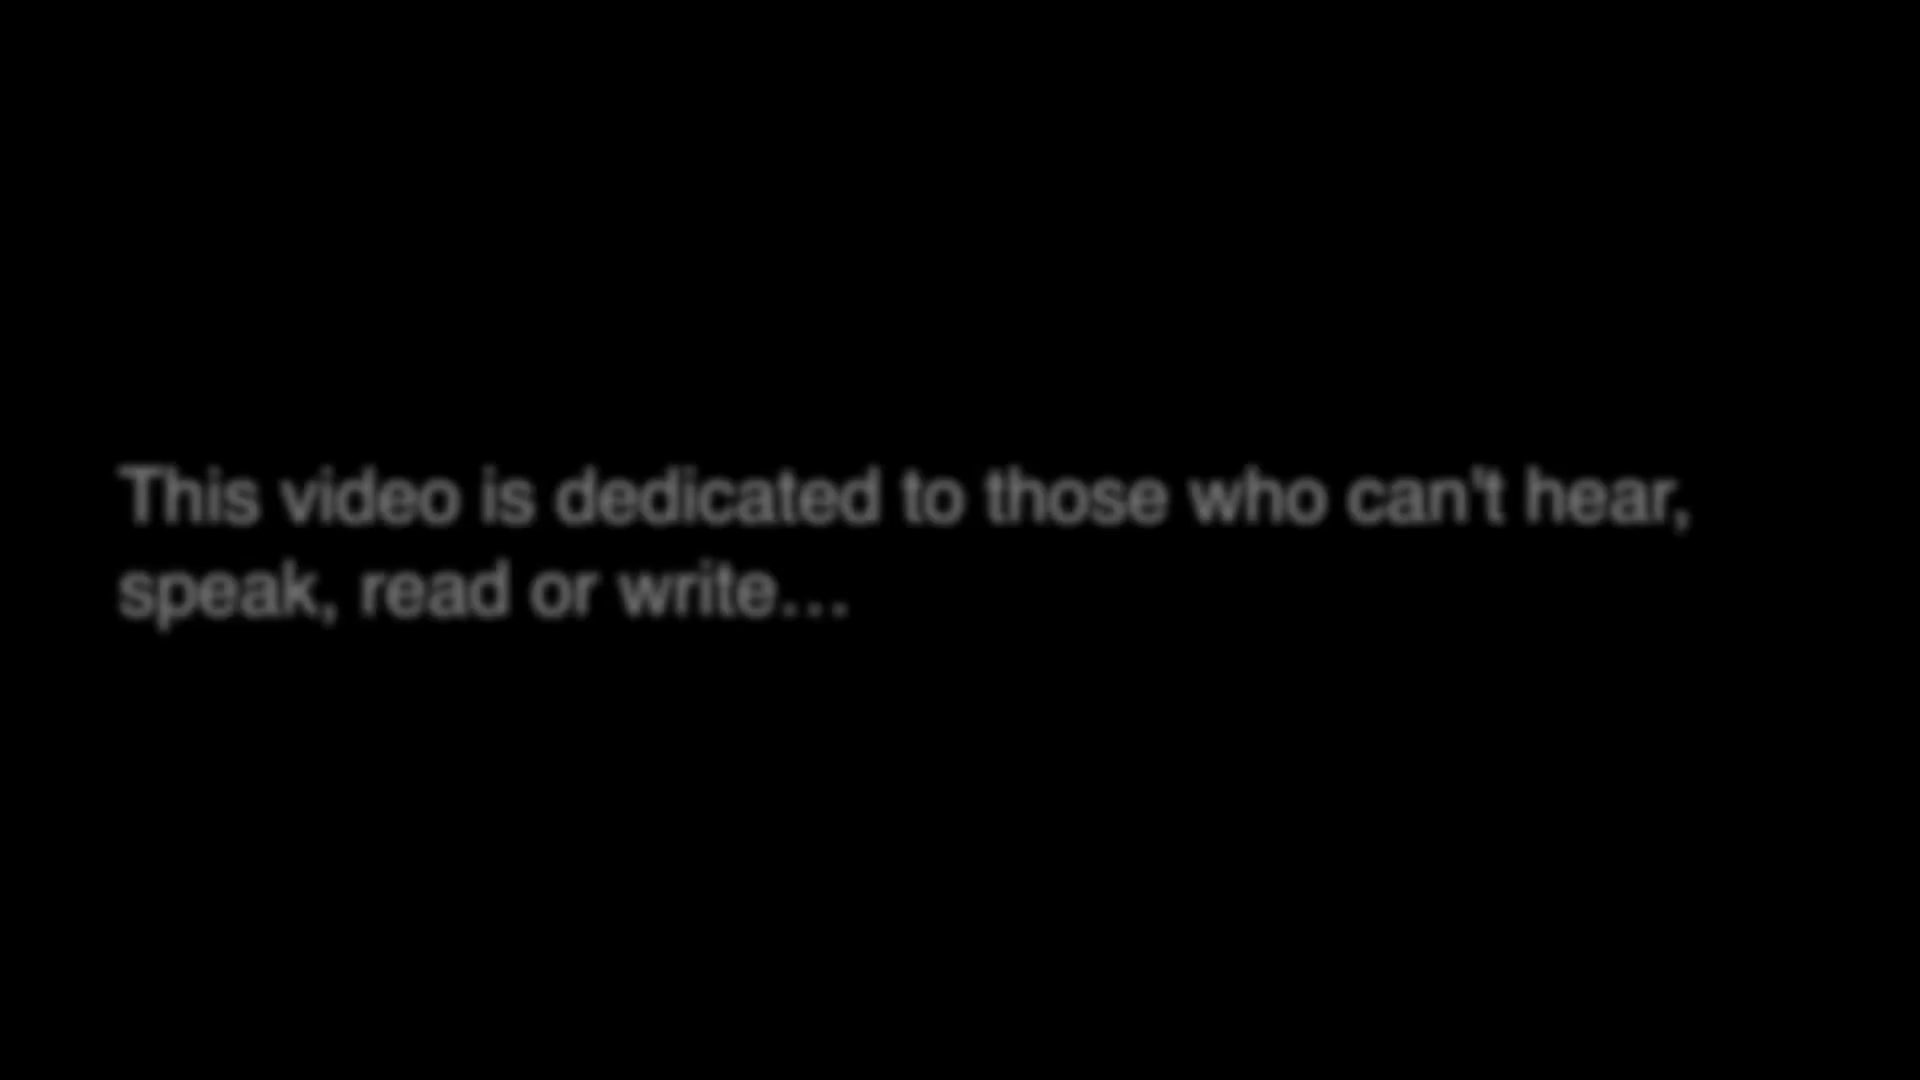 This video is dedicated to those who can't hear,
speak, read or write…